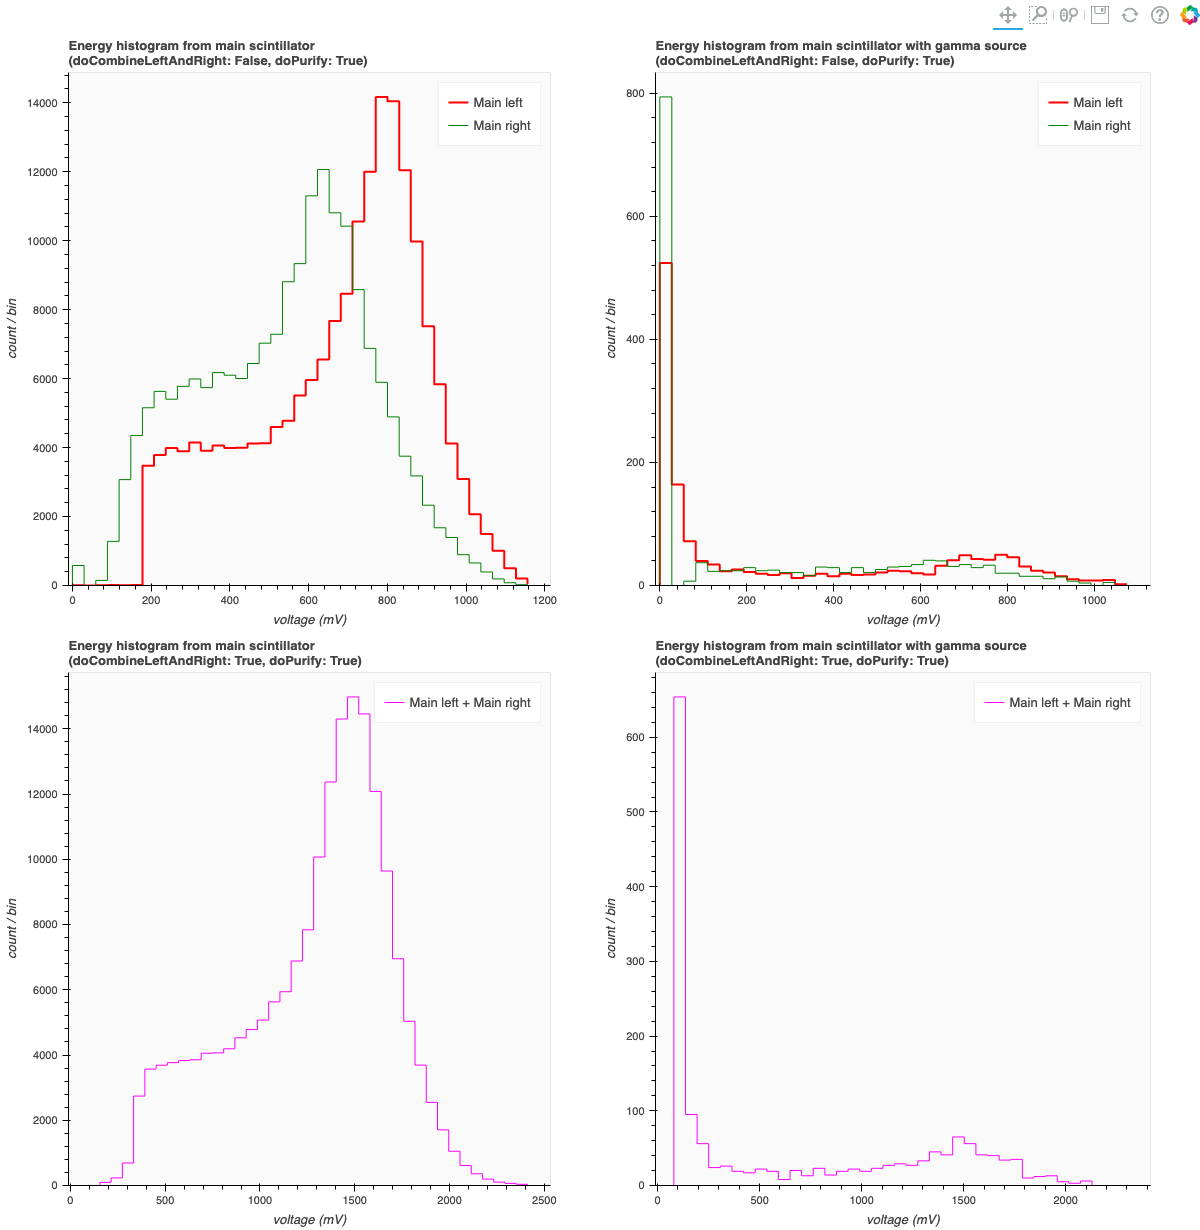 Energy histogram from main scintillator
(doCombineLeftAndRight: False, doPurify: True)
Main left
Main right
14000
12000
10000
8000
6000
4000
2000
0
count / bin
0 200 400 600 800 1000 1200
voltage (mV)
Energy histogram from main scintillator with gamma source
(doCombineLeftAndRight: False, doPurify: True)
Main left
Main right
800
600
400
200
0
count / bin
0 200 400 600 800 1000
voltage (mV)
Energy histogram from main scintillator
(doCombineLeftAndRight: True, doPurify: True)
Main left + Main right
14000
12000
10000
8000
6000
4000
2000
0
count / bin
0 500 1000 1500 2000 2500
voltage (mV)
Energy histogram from main scintillator with gamma source
(doCombineLeftAndRight: True, doPurify: True)
Main left + Main right
600
500
400
300
200
100
0
count / bin
0 500 1000 1500 2000
voltage (mV)